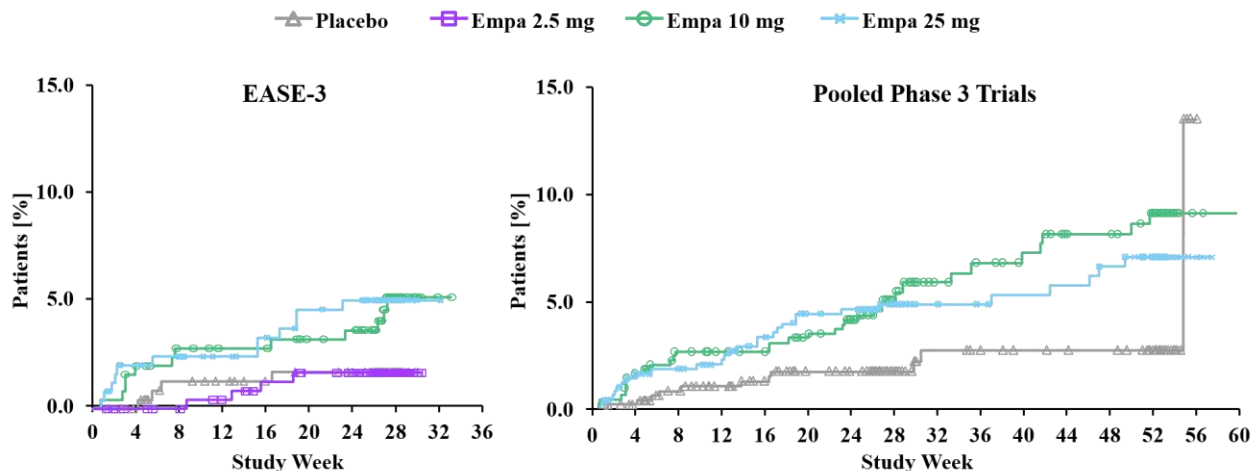 Placebo Empa 2.5 mg Empa 10 mg Empa 25 mg
EASE-3
Patients [%]
15.0
10.0
5.0
0.0
0 4 8 12 16 20 24 28 32 36
Study Week
Pooled Phase 3 Trials
Patients [%]
15.0
10.0
5.0
0.0
0 4 8 12 16 20 24 28 32 36 40 44 48 52 56 60
Study Week